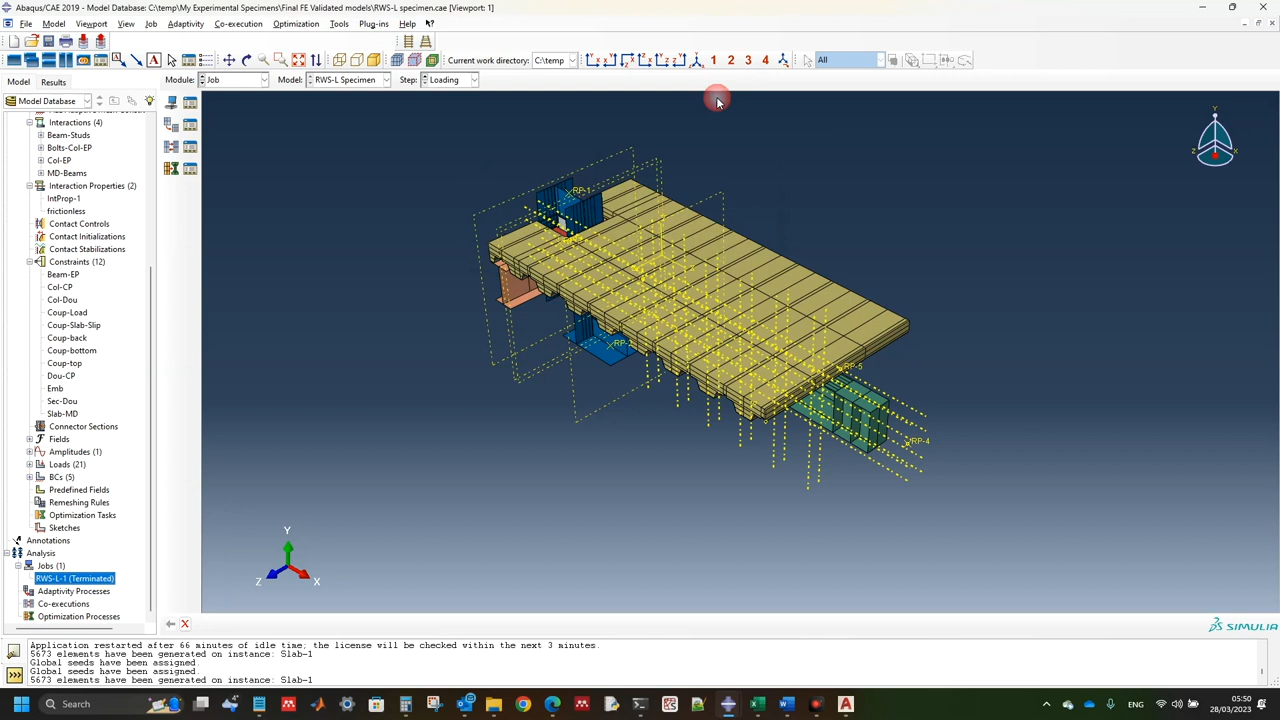 Abaqus/CAE 2019 - Model Database: C:\temp\My Experimental Specimens\Final FE Validated models\RWS-L specimen.cae [Viewport: 1]
File Model Viewport View Job Adaptivity Co-execution Optimization Tools Plug-ins Help
Current work directory: C:\temp
1 2 3 4
All
Model Results
Module: Job Model: RWS-L Specimen Step: Loading
Model Database
Interactions (4)
Beam-Studs
Bolts-Col-EP
Col-EP
MD-Beams
Interaction Properties (2)
IntProp-1
frictionless
Contact Controls
Contact Initializations
Contact Stabilizations
Constraints (12)
Beam-EP
Col-CP
Col-Dou
Coup-Load
Coup-Slab-Slip
Coup-back
Coup-bottom
Coup-top
Dou-CP
Emb
Sec-Dou
Slab-MD
Connector Sections
Fields
Amplitudes (1)
Loads (21)
BCs (5)
Predefined Fields
Remeshing Rules
Optimization Tasks
Sketches
Annotations
Analysis
Jobs (1)
RWS-L-1 (Terminated)
Adaptivity Processes
Co-executions
Optimization Processes
RP-1
RP-5
RP-4
Y
Z X
Y
Z X
SIMULIA
Application restarted after 66 minutes of idle time; the license will be checked within the next 3 minutes.
5673 elements have been generated on instance: Slab-1
Global seeds have been assigned.
Global seeds have been assigned.
5673 elements have been generated on instance: Slab-1
Search
05:50
28/03/2023